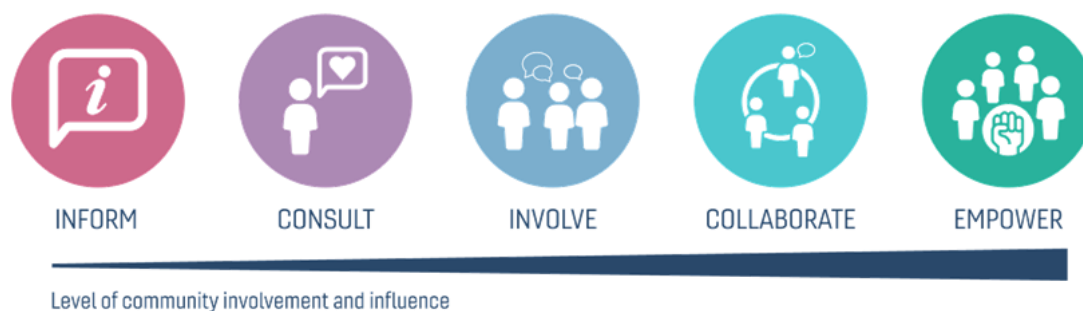 i
INFORM
CONSULT
INVOLVE
COLLABORATE
EMPOWER
Level of community involvement and influence